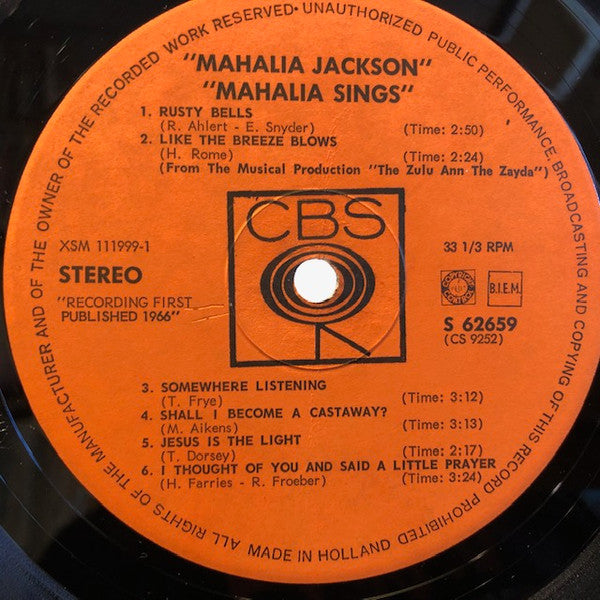 ALL RIGHTS OF THE MANUFACTURER AND OF THE OWNER OF THE RECORDED WORK RESERVED · UNAUTHORIZED PUBLIC PERFORMANCE, BROADCASTING AND COPYING OF THIS RECORD PROHIBITED
"MAHALIA JACKSON"
"MAHALIA SINGS"
1. RUSTY BELLS
(R. Ahlert - E. Snyder) (Time: 2:50)
2. LIKE THE BREEZE BLOWS
(H. Rome) (Time: 2:24)
(From The Musical Production "The Zulu Ann The Zayda")
CBS
XSM 111999-1 33 1/3 RPM
STEREO
COPYRIGHT CONTROL B.I.E.M.
"RECORDING FIRST
PUBLISHED 1966"
S 62659
(CS 9252)
3. SOMEWHERE LISTENING
(T. Frye) (Time: 3:12)
4. SHALL I BECOME A CASTAWAY?
(M. Aikens) (Time: 3:13)
5. JESUS IS THE LIGHT
(T. Dorsey) (Time: 2:17)
6. I THOUGHT OF YOU AND SAID A LITTLE PRAYER
(H. Farries - R. Froeber) (Time: 3:24)
MADE IN HOLLAND